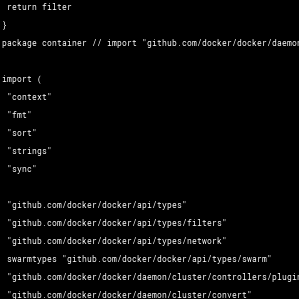 return filter
}
package container // import "github.com/docker/docker/daemon
import (
"context"
"fmt"
"sort"
"strings"
"sync"
"github.com/docker/docker/api/types"
"github.com/docker/docker/api/types/filters"
"github.com/docker/docker/api/types/network"
swarmtypes "github.com/docker/docker/api/types/swarm"
"github.com/docker/docker/daemon/cluster/controllers/plugin
"github.com/docker/docker/daemon/cluster/convert"